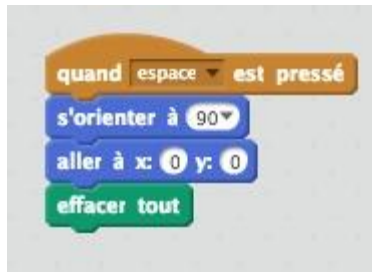 quand espace est pressé
s'orienter à 90
aller à x: 0 y: 0
effacer tout